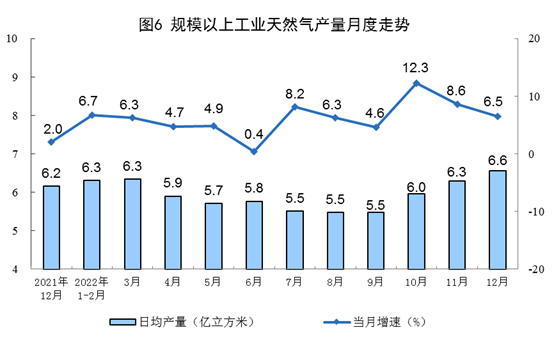 图6 规模以上工业天然气产量月度走势
10
9
8
7
6
5
4
20
10
0
-10
-20
2.0
6.7
6.3
4.7
4.9
0.4
8.2
6.3
4.6
12.3
8.6
6.5
6.2
6.3
6.3
5.9
5.7
5.8
5.5
5.5
5.5
6.0
6.3
6.6
2021年
12月
2022年
1-2月
3月
4月
5月
6月
7月
8月
9月
10月
11月
12月
日均产量（亿立方米）
当月增速（%）